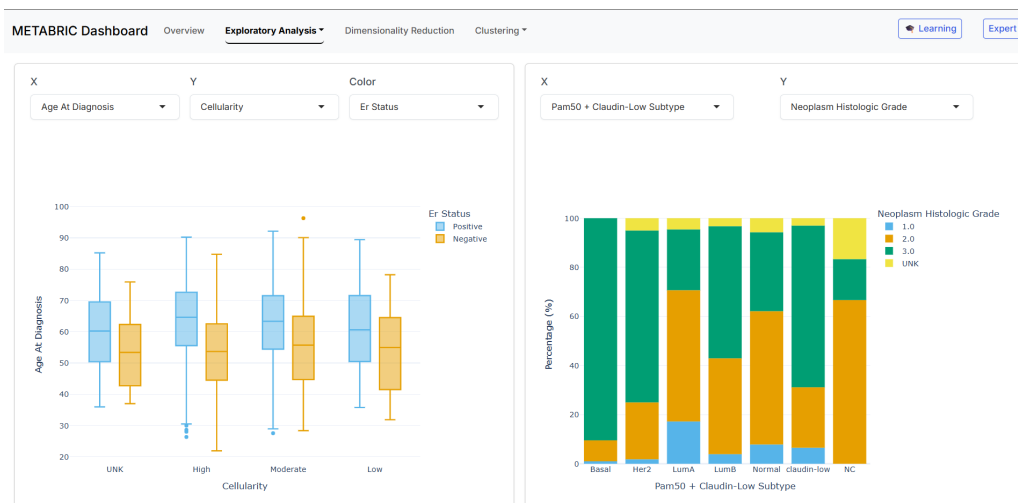 METABRIC Dashboard Overview Exploratory Analysis Dimensionality Reduction Clustering Learning Expert
X Y Color
Age At Diagnosis Cellularity Er Status
100
90
80
70
60
50
40
30
20
Age At Diagnosis
UNK High Moderate Low
Cellularity
Er Status
Positive
Negative
X Y
Pam50 + Claudin-Low Subtype Neoplasm Histologic Grade
100
80
60
40
20
0
Percentage (%)
Basal Her2 LumA LumB Normal claudin-low NC
Pam50 + Claudin-Low Subtype
Neoplasm Histologic Grade
1.0
2.0
3.0
UNK